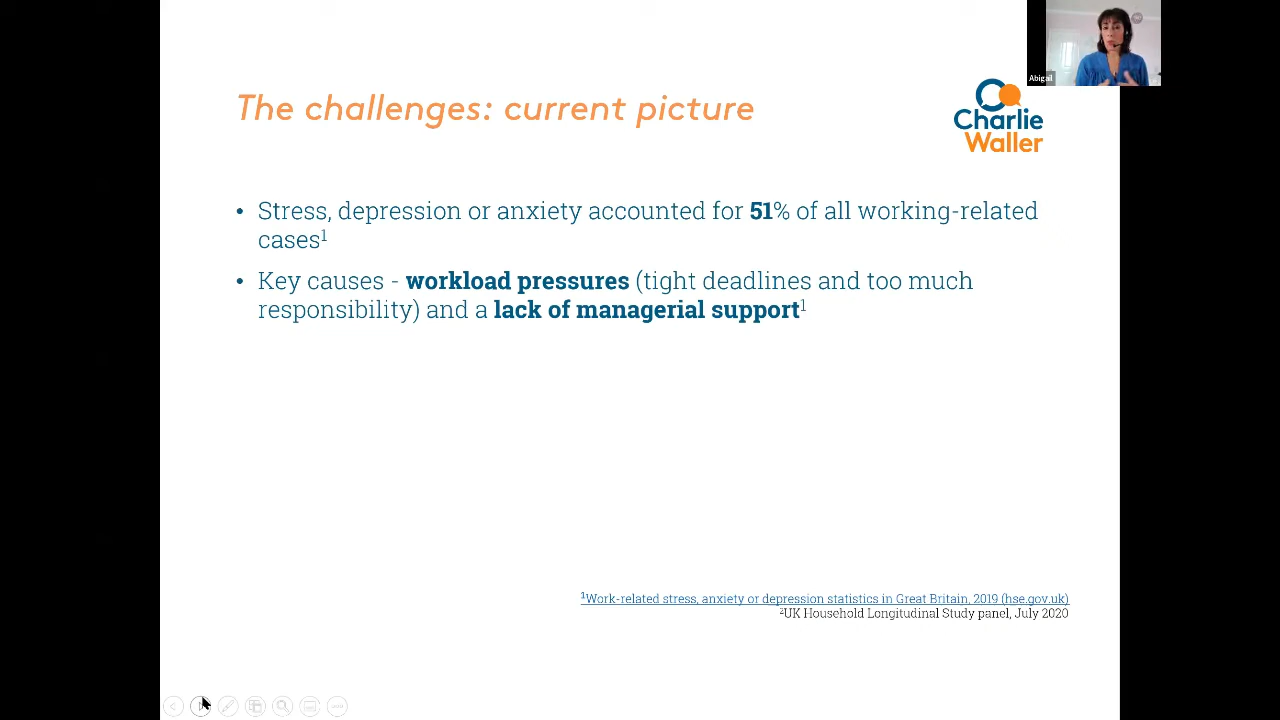 Abigail
The challenges: current picture
Charlie
Waller
• Stress, depression or anxiety accounted for 51% of all working-related
cases¹
• Key causes - workload pressures (tight deadlines and too much
responsibility) and a lack of managerial support¹
¹Work-related stress, anxiety or depression statistics in Great Britain, 2019 (hse.gov.uk)
²UK Household Longitudinal Study panel, July 2020